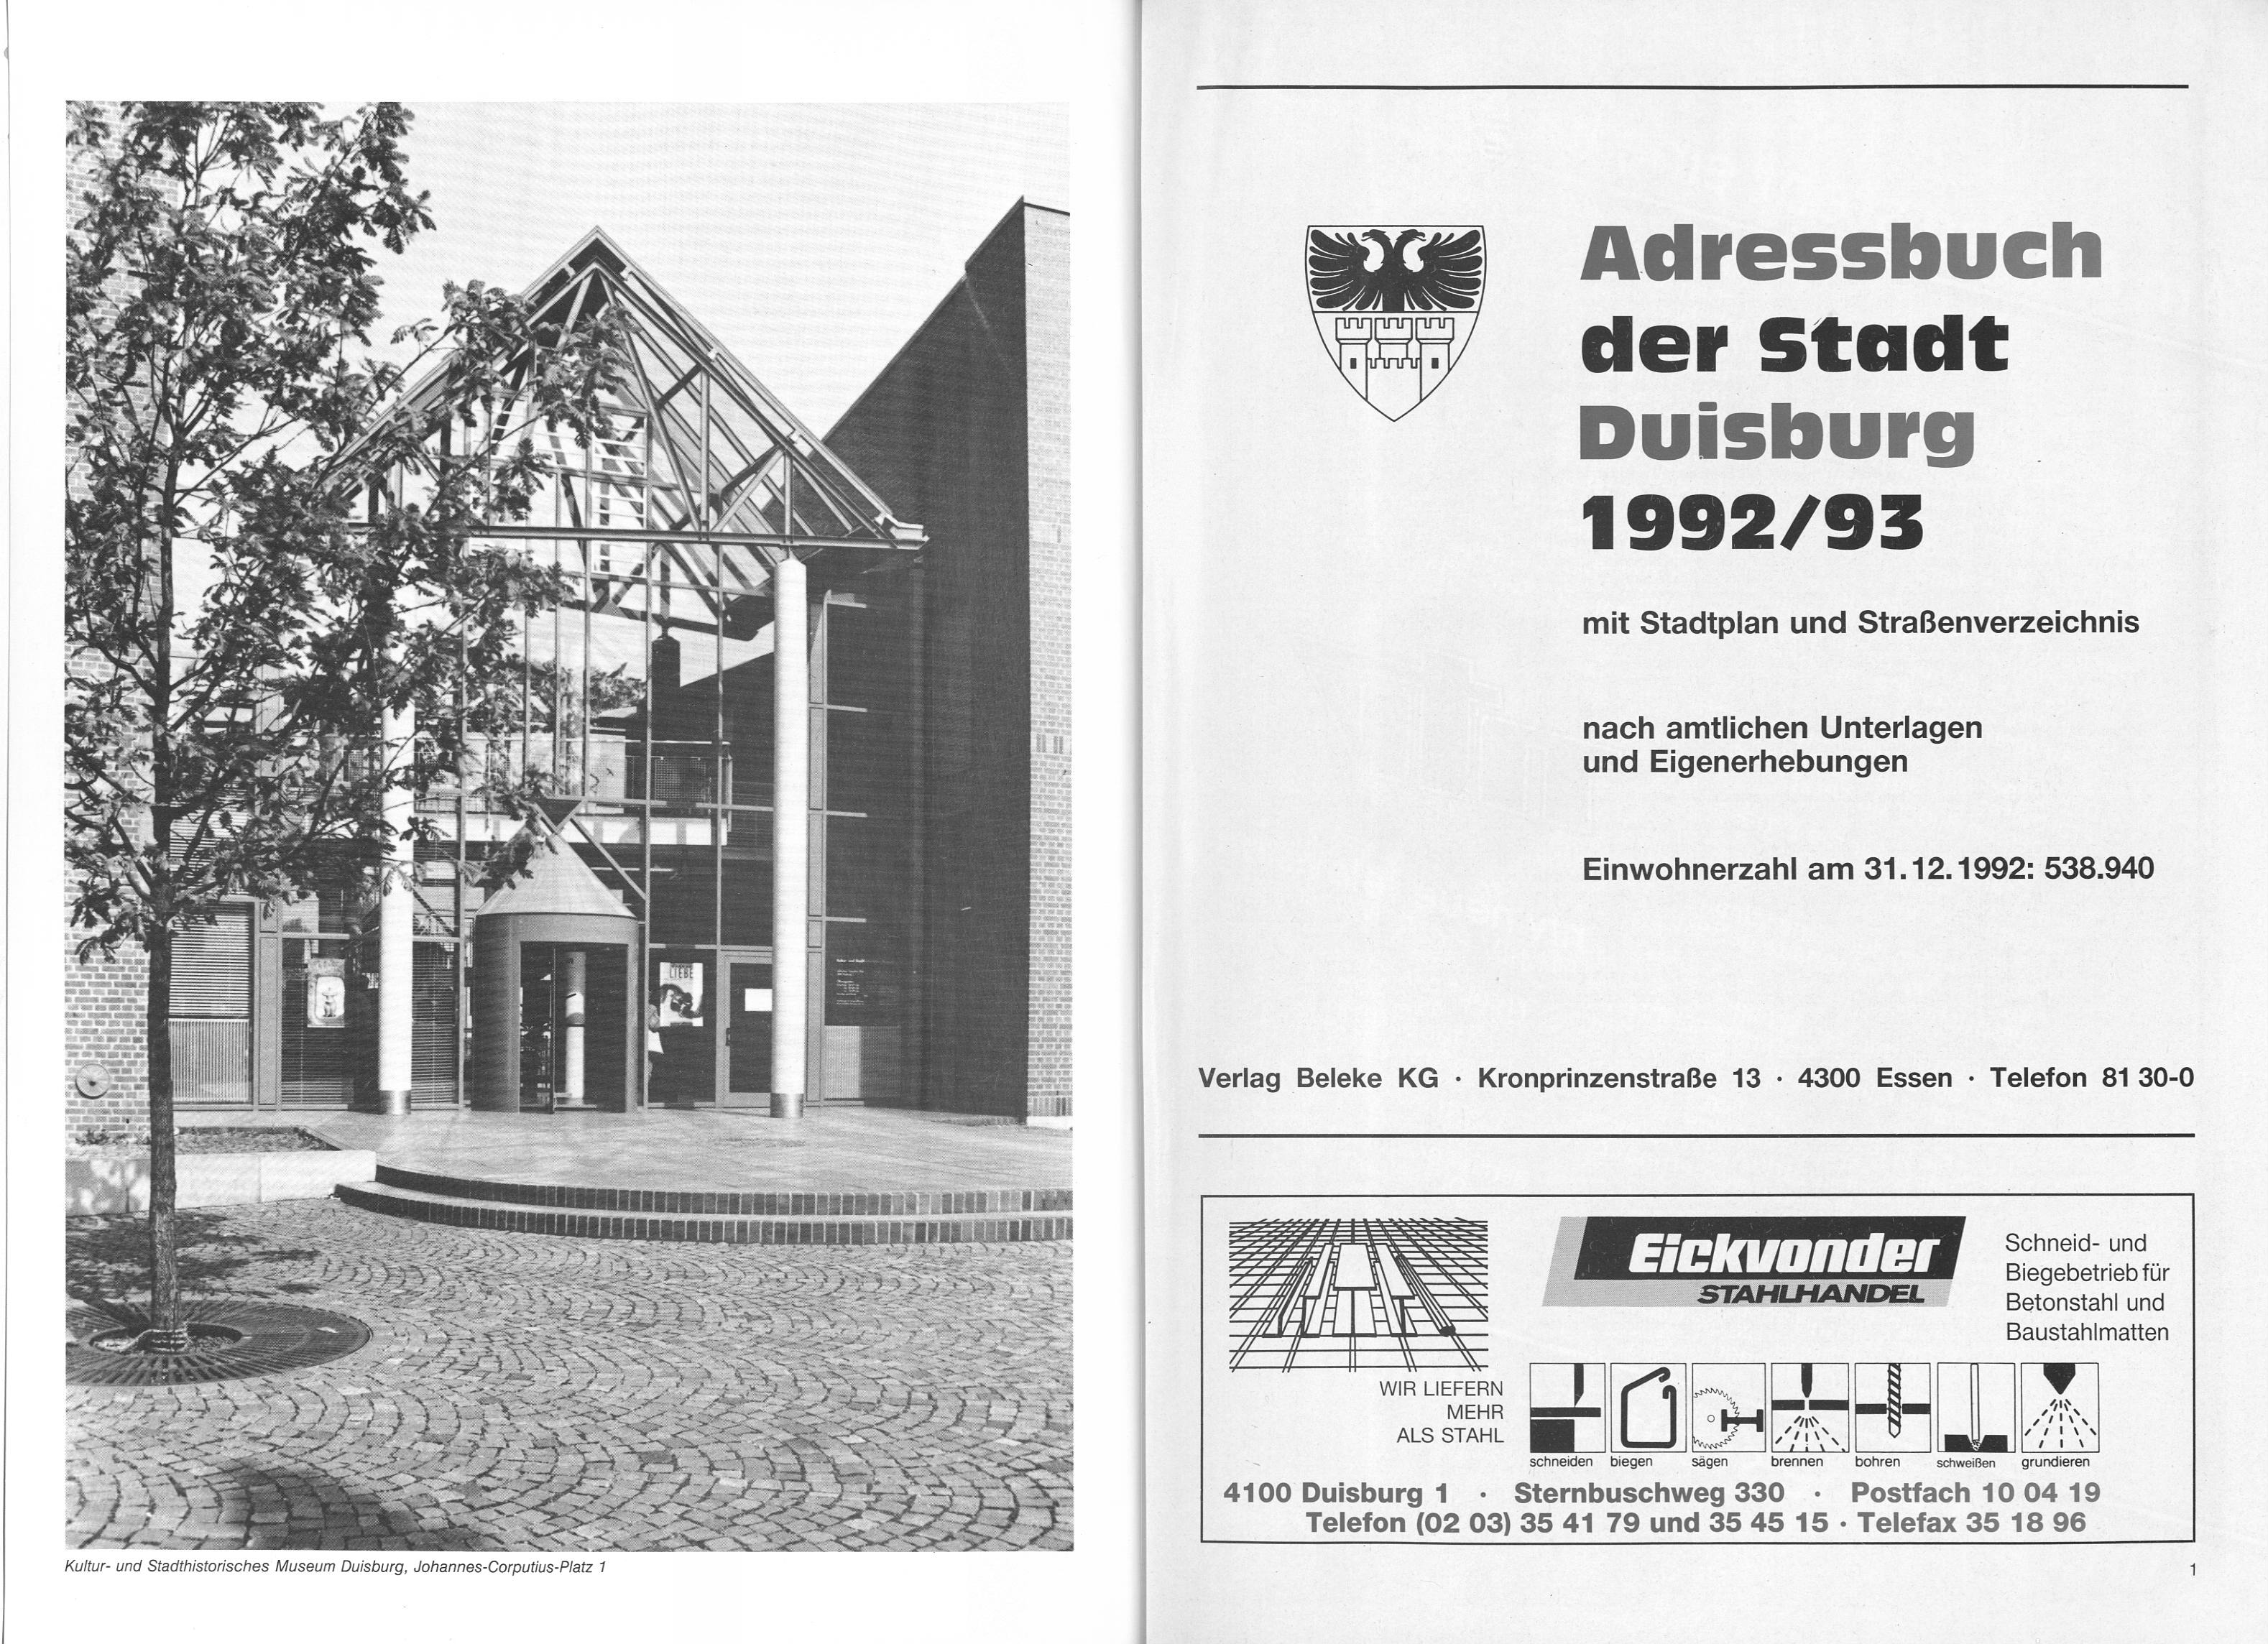 LIEBE
Kultur- und Stadthistorisches Museum Duisburg, Johannes-Corputius-Platz 1
Adressbuch
der Stadt
Duisburg
1992/93
mit Stadtplan und Straßenverzeichnis
nach amtlichen Unterlagen
und Eigenerhebungen
Einwohnerzahl am 31.12.1992: 538.940
Verlag Beleke KG · Kronprinzenstraße 13 · 4300 Essen · Telefon 81 30-0
Eickvonder
STAHLHANDEL
Schneid- und
Biegebetrieb für
Betonstahl und
Baustahlmatten
WIR LIEFERN
MEHR
ALS STAHL
schneiden biegen sägen brennen bohren schweißen grundieren
4100 Duisburg 1 · Sternbuschweg 330 · Postfach 10 04 19
Telefon (02 03) 35 41 79 und 35 45 15 · Telefax 35 18 96
1